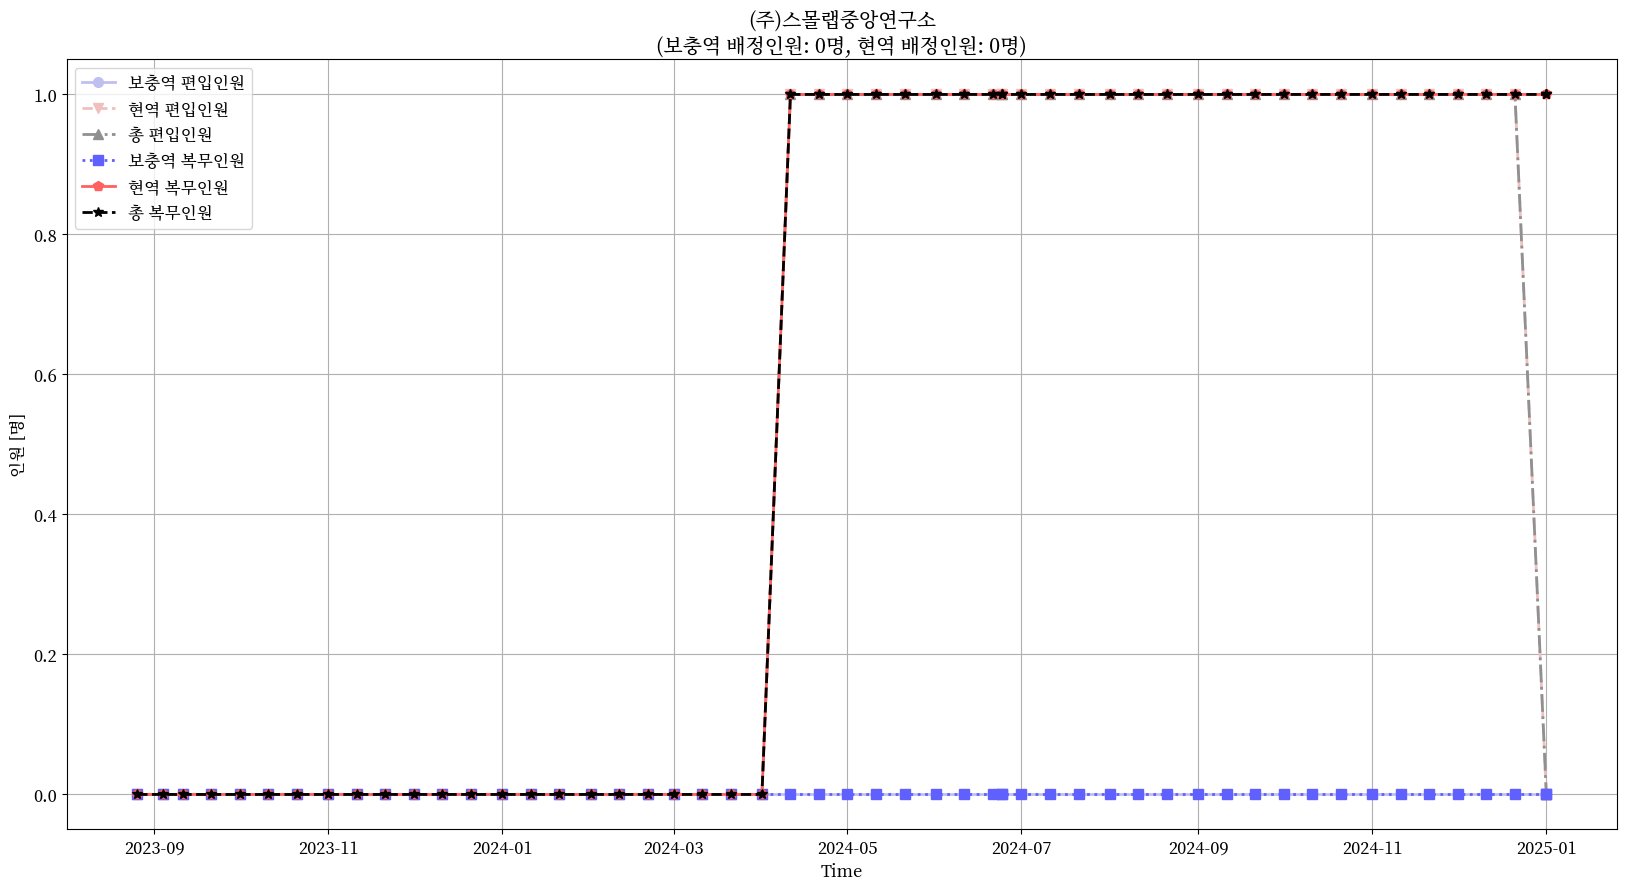 (주)스몰랩중앙연구소
(보충역 배정인원: 0명, 현역 배정인원: 0명)
보충역 편입인원
현역 편입인원
총 편입인원
보충역 복무인원
현역 복무인원
총 복무인원
1.0
0.8
0.6
0.4
0.2
0.0
인원 [명]
2023-09
2023-11
2024-01
2024-03
2024-05
2024-07
2024-09
2024-11
2025-01
Time